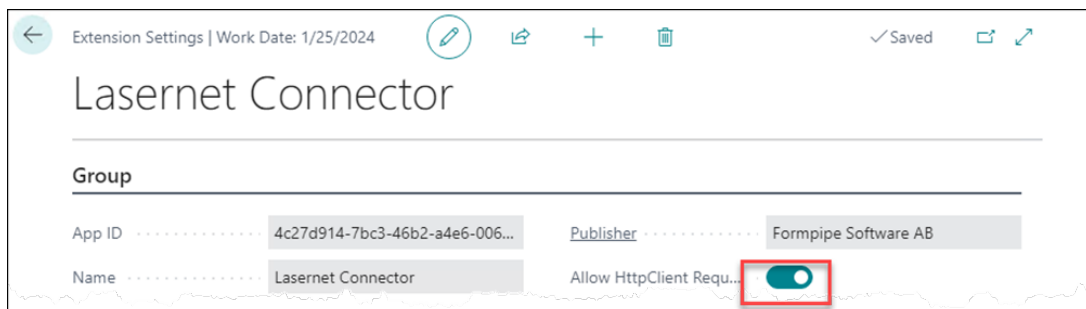 Extension Settings | Work Date: 1/25/2024
Saved
Lasernet Connector
Group
App ID
4c27d914-7bc3-46b2-a4e6-006...
Publisher
Formpipe Software AB
Name
Lasernet Connector
Allow HttpClient Requ...